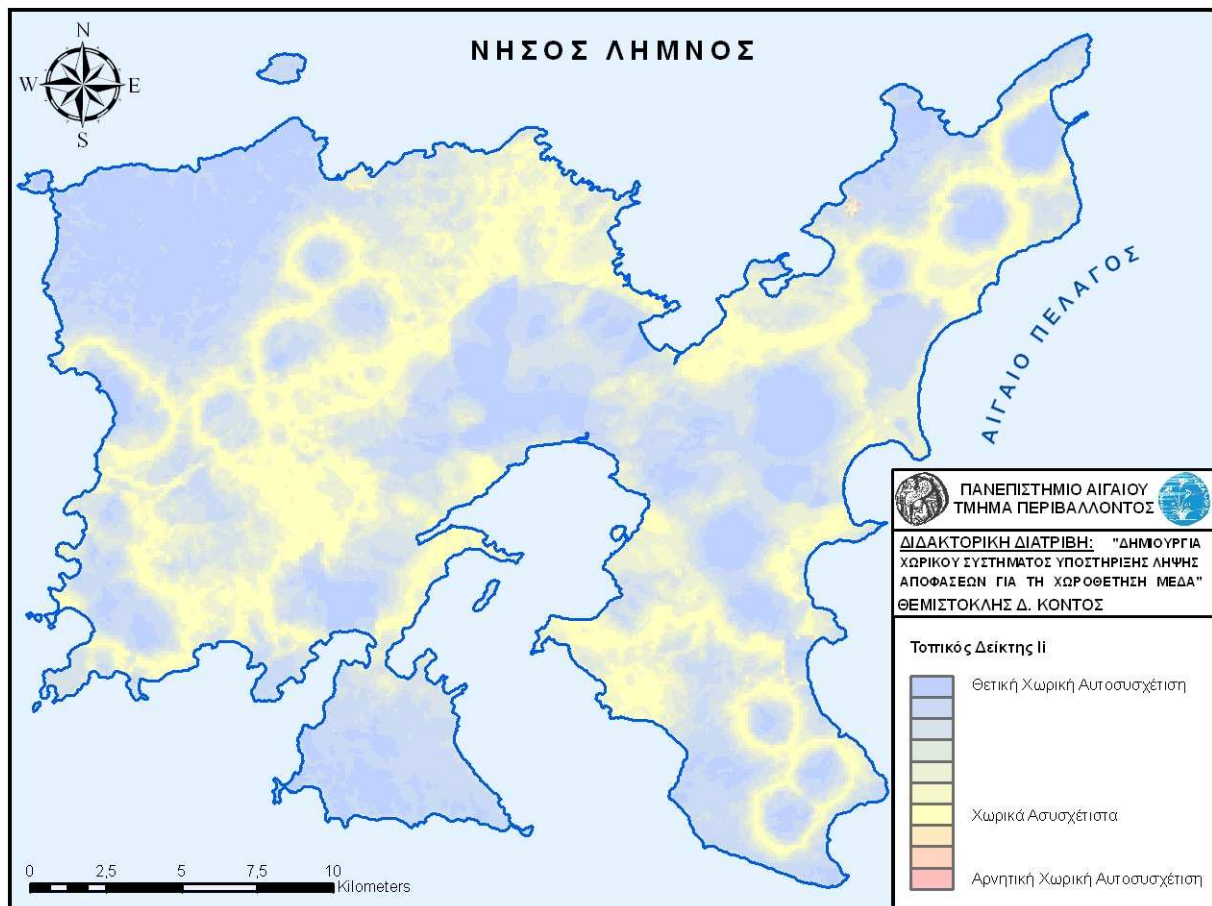 ΝΗΣΟΣ ΛΗΜΝΟΣ
N
W
E
S
ΑΙΓΑΙΟ ΠΕΛΑΓΟΣ
ΠΑΝΕΠΙΣΤΗΜΙΟ ΑΙΓΑΙΟΥ
ΤΜΗΜΑ ΠΕΡΙΒΑΛΛΟΝΤΟΣ
ΔΙΔΑΚΤΟΡΙΚΗ ΔΙΑΤΡΙΒΗ: "ΔΗΜΙΟΥΡΓΙΑ
ΧΩΡΙΚΟΥ ΣΥΣΤΗΜΑΤΟΣ ΥΠΟΣΤΗΡΙΞΗΣ ΛΗΨΗΣ
ΑΠΟΦΑΣΕΩΝ ΓΙΑ ΤΗ ΧΩΡΟΘΕΤΗΣΗ ΜΕΔΑ"
ΘΕΜΙΣΤΟΚΛΗΣ Δ. ΚΟΝΤΟΣ
Τοπικός Δείκτης Ii
Θετική Χωρική Αυτοσυσχέτιση
Χωρικά Ασυσχέτιστα
Αρνητική Χωρική Αυτοσυσχέτιση
0 2,5 5 7,5 10
Kilometers